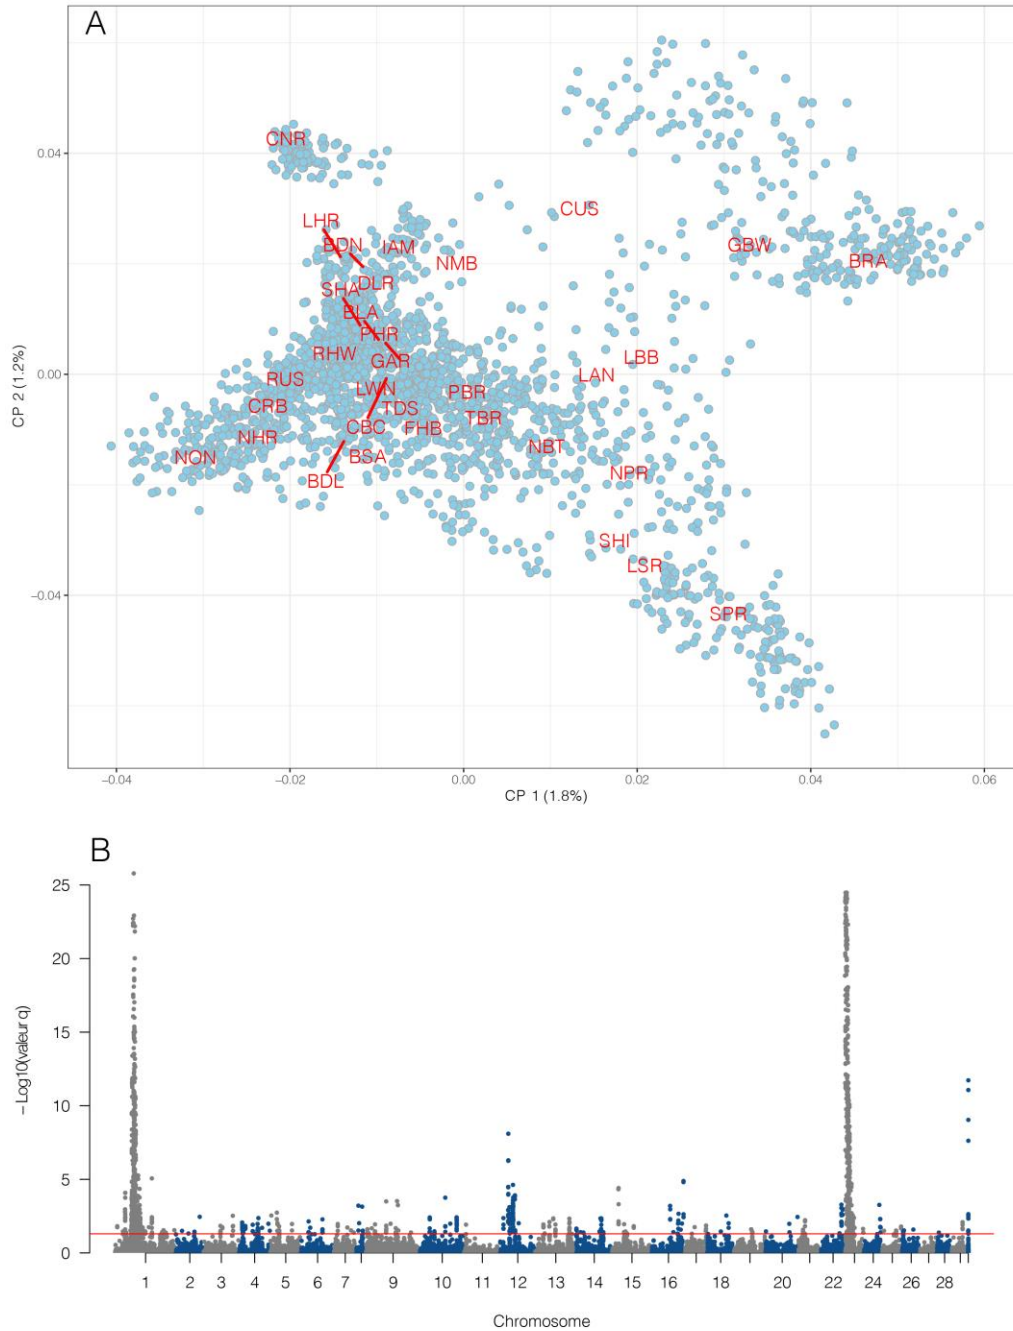 A
CNR
LHR
CUS
BDN
IAM
GBW
NMB
BRA
DLR
SHA
BLA
PHR
RHW
LBB
GAR
LAN
RUS
LWN
PBR
CRB
TDS
TBR
CBC
FHB
NHR
NBT
NON
BSA
NPR
BDL
SHI
LSR
SPR
0.04
0.00
−0.04
CP 2 (1.2%)
−0.04
−0.02
0.00
0.02
0.04
0.06
CP 1 (1.8%)
B
25
20
15
10
5
0
−Log10(valeur q)
1 2 3 4 5 6 7 8 9 10 11 12 13 14 15 16 18 20 22 24 26 28
Chromosome